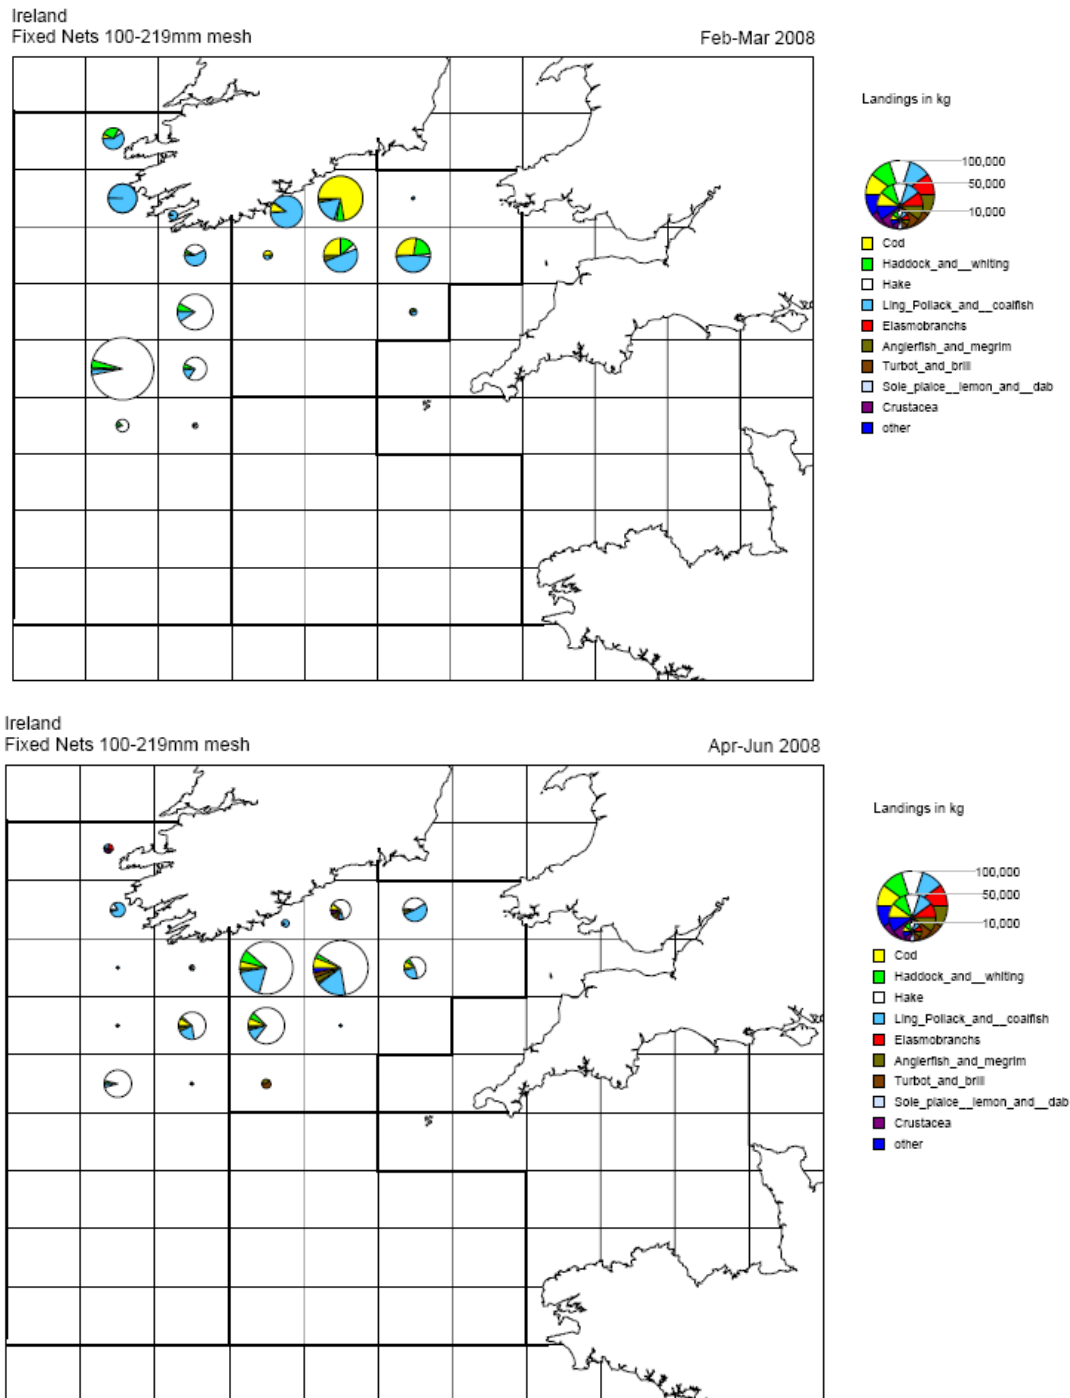 Ireland
Fixed Nets 100-219mm mesh
Feb-Mar 2008
Landings in kg
100,000
50,000
10,000
Cod
Haddock_and__whiting
Hake
Ling_Pollack_and__coalfish
Elasmobranchs
Anglerfish_and_megrim
Turbot_and_brill
Sole_plaice__lemon_and__dab
Crustacea
other
Ireland
Fixed Nets 100-219mm mesh
Apr-Jun 2008
Landings in kg
100,000
50,000
10,000
Cod
Haddock_and__whiting
Hake
Ling_Pollack_and__coalfish
Elasmobranchs
Anglerfish_and_megrim
Turbot_and_brill
Sole_plaice__lemon_and__dab
Crustacea
other